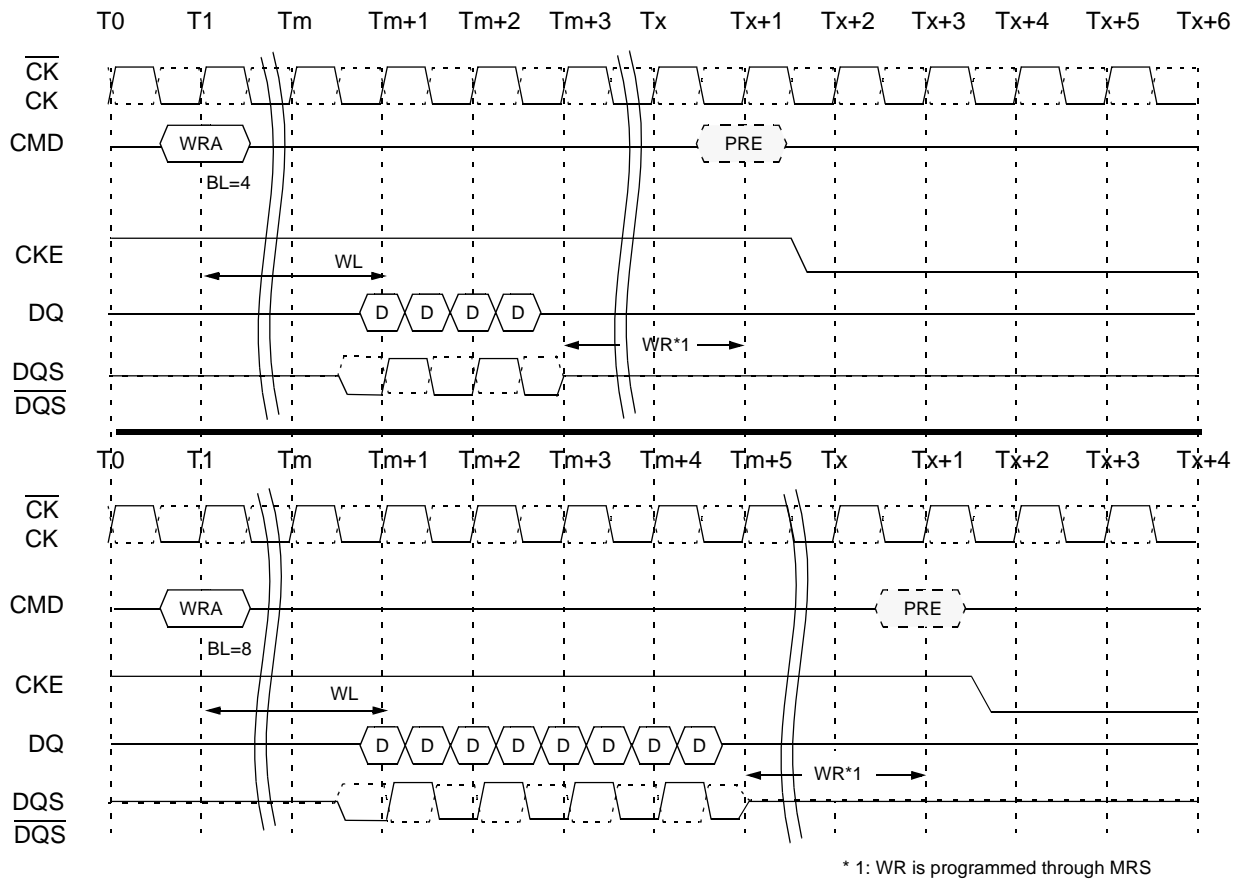 T0 T1 Tm Tm+1 Tm+2 Tm+3 Tx Tx+1 Tx+2 Tx+3 Tx+4 Tx+5 Tx+6
CK
CK
CMD WRA PRE
BL=4
CKE
WL
DQ D D D D
WR*1
DQS
DQS
T0 T1 Tm Tm+1 Tm+2 Tm+3 Tm+4 Tm+5 Tx Tx+1 Tx+2 Tx+3 Tx+4
CK
CK
CMD WRA PRE
BL=8
CKE
WL
DQ D D D D D D D D
WR*1
DQS
DQS
* 1: WR is programmed through MRS